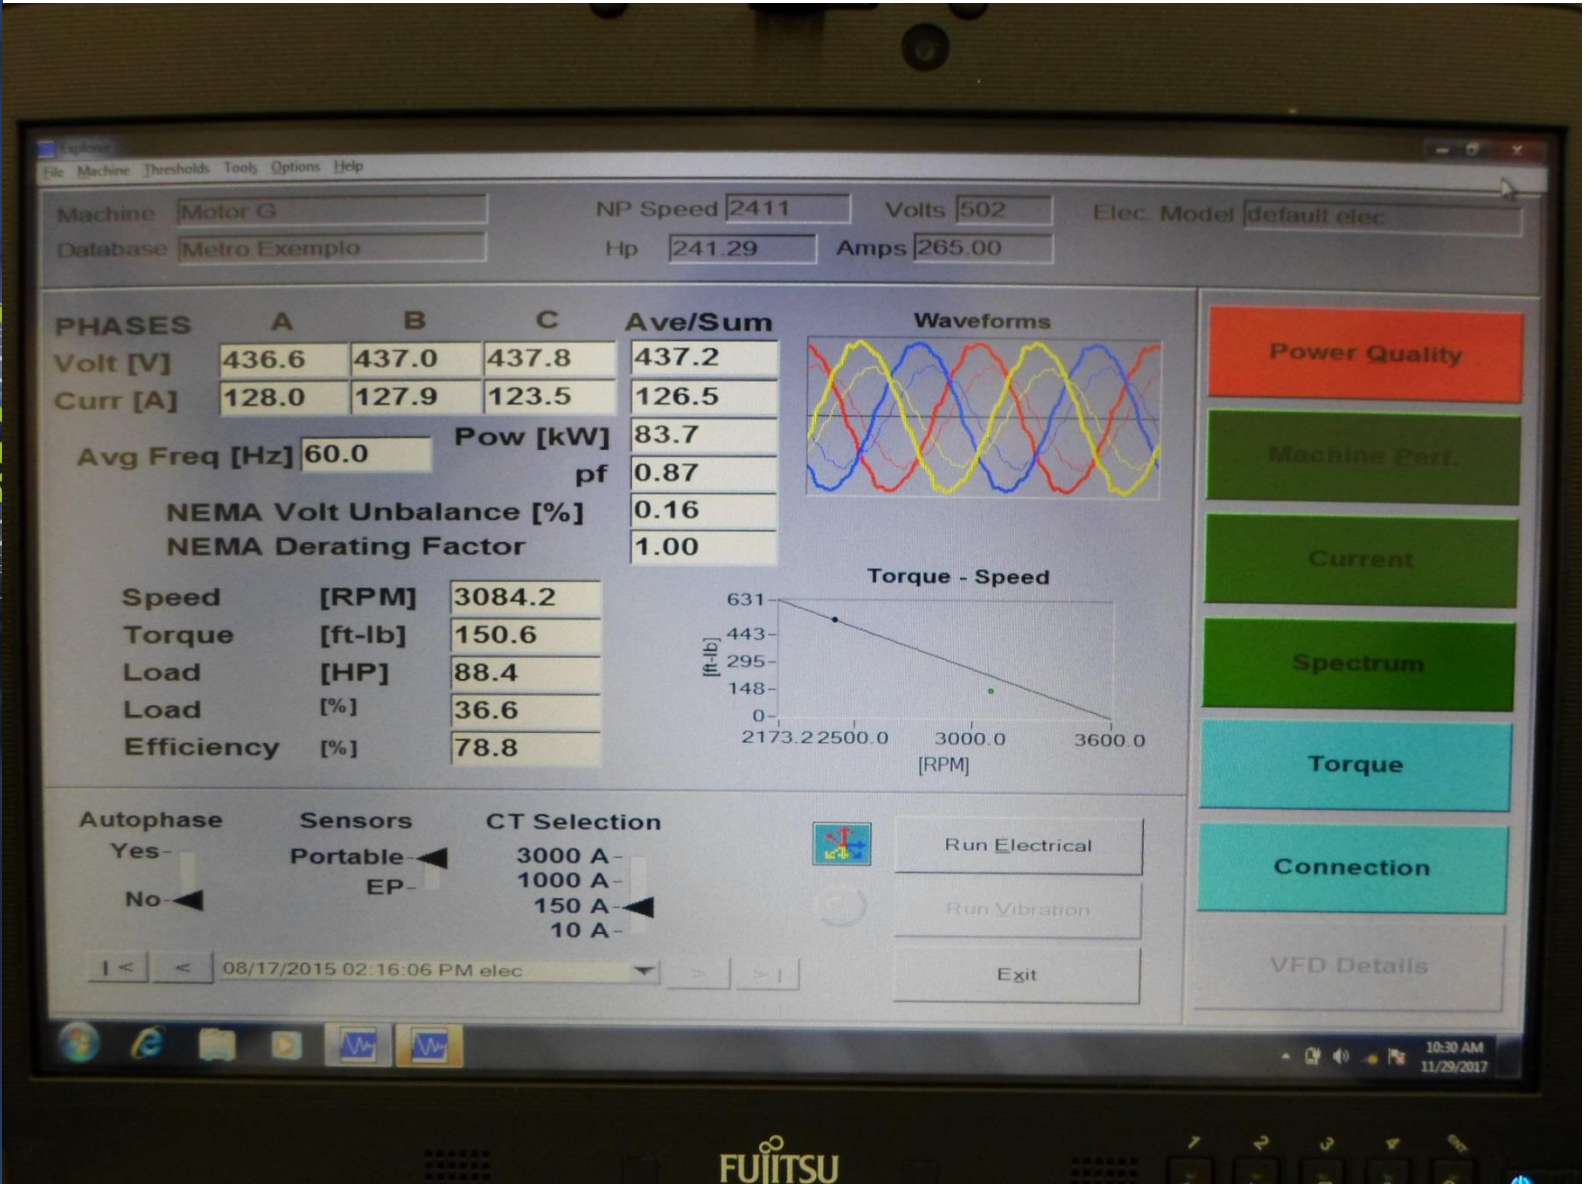 Explorer
File Machine Thresholds Tools Options Help
Machine Motor G NP Speed 2411 Volts 502 Elec. Model default elec
Database Metro Exemplo Hp 241.29 Amps 265.00
PHASES A B C Ave/Sum
Volt [V] 436.6 437.0 437.8 437.2
Curr [A] 128.0 127.9 123.5 126.5
Avg Freq [Hz] 60.0 Pow [kW] 83.7
pf 0.87
NEMA Volt Unbalance [%] 0.16
NEMA Derating Factor 1.00
Speed [RPM] 3084.2
Torque [ft-lb] 150.6
Load [HP] 88.4
Load [%] 36.6
Efficiency [%] 78.8
Waveforms
Torque - Speed
631
443
295
148
0
[ft-lb]
2173.2 2500.0 3000.0 3600.0
[RPM]
Power Quality
Machine Perf.
Current
Spectrum
Torque
Connection
VFD Details
Autophase
Yes
No
Sensors
Portable
EP
CT Selection
3000 A
1000 A
150 A
10 A
Run Electrical
Run Vibration
Exit
|< < 08/17/2015 02:16:06 PM elec > >|
10:30 AM
11/29/2017
FUJITSU
1 2 3 4